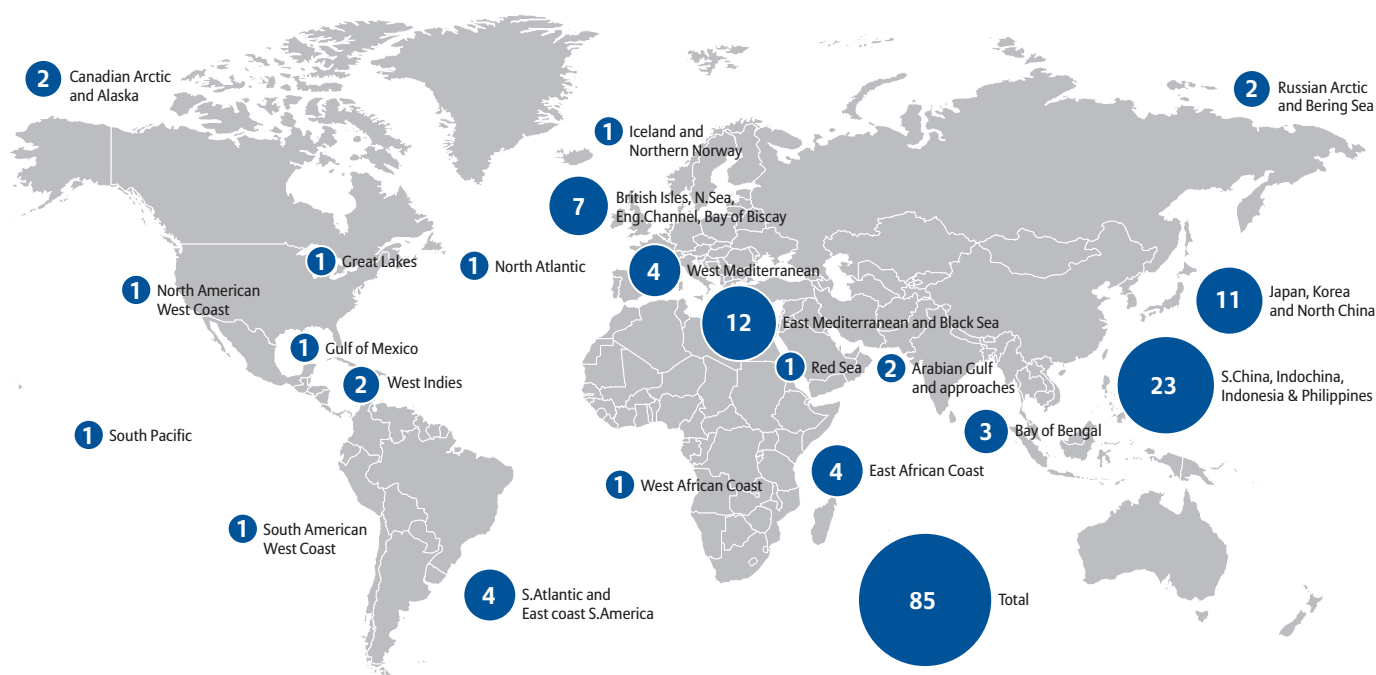 2
Canadian Arctic
and Alaska
2
Russian Arctic
and Bering Sea
1
Iceland and
Northern Norway
7
British Isles, N.Sea,
Eng.Channel, Bay of Biscay
1
Great Lakes
1
North Atlantic
4
West Mediterranean
1
North American
West Coast
11
Japan, Korea
and North China
12
East Mediterranean and Black Sea
1
Gulf of Mexico
1
Red Sea
2
Arabian Gulf
and approaches
2
West Indies
23
S.China, Indochina,
Indonesia & Philippines
1
South Pacific
3
Bay of Bengal
4
East African Coast
1
West African Coast
1
South American
West Coast
4
S.Atlantic and
East coast S.America
85
Total